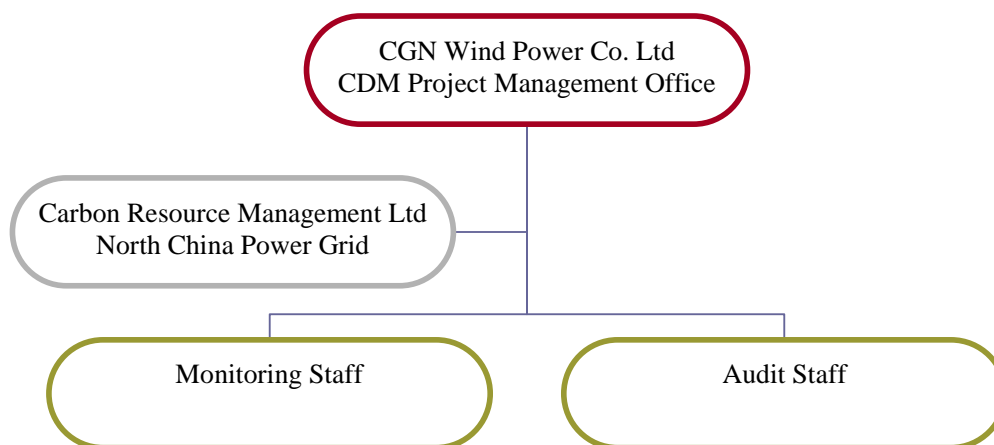 CGN Wind Power Co. Ltd
CDM Project Management Office
Carbon Resource Management Ltd
North China Power Grid
Monitoring Staff
Audit Staff